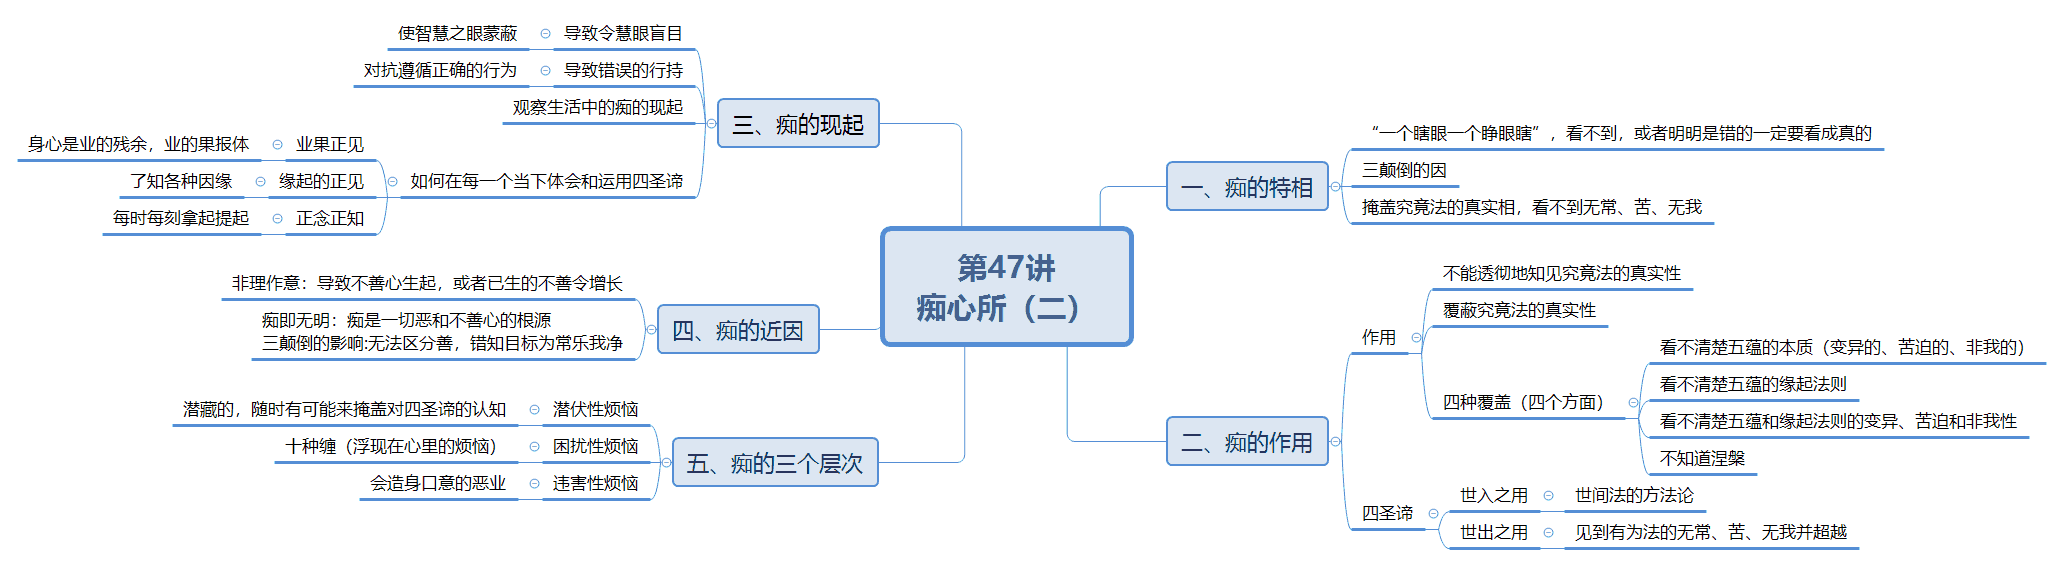 第47讲
痴心所（二）
一、痴的特相
“一个瞎眼一个睁眼瞎”，看不到，或者明明是错的一定要看成真的
三颠倒的因
掩盖究竟法的真实相，看不到无常、苦、无我
二、痴的作用
作用
不能透彻地知见究竟法的真实性
覆蔽究竟法的真实性
四种覆盖（四个方面）
看不清楚五蕴的本质（变异的、苦迫的、非我的）
看不清楚五蕴的缘起法则
看不清楚五蕴和缘起法则的变异、苦迫和非我性
不知道涅槃
四圣谛
世入之用
世间法的方法论
世出之用
见到有为法的无常、苦、无我并超越
三、痴的现起
导致令慧眼盲目
使智慧之眼蒙蔽
导致错误的行持
对抗遵循正确的行为
观察生活中的痴的现起
如何在每一个当下体会和运用四圣谛
业果正见
身心是业的残余，业的果报体
缘起的正见
了知各种因缘
正念正知
每时每刻拿起提起
四、痴的近因
非理作意：导致不善心生起，或者已生的不善令增长
痴即无明：痴是一切恶和不善心的根源
三颠倒的影响:无法区分善，错知目标为常乐我净
五、痴的三个层次
潜伏性烦恼
潜藏的，随时有可能来掩盖对四圣谛的认知
困扰性烦恼
十种缠（浮现在心里的烦恼）
违害性烦恼
会造身口意的恶业